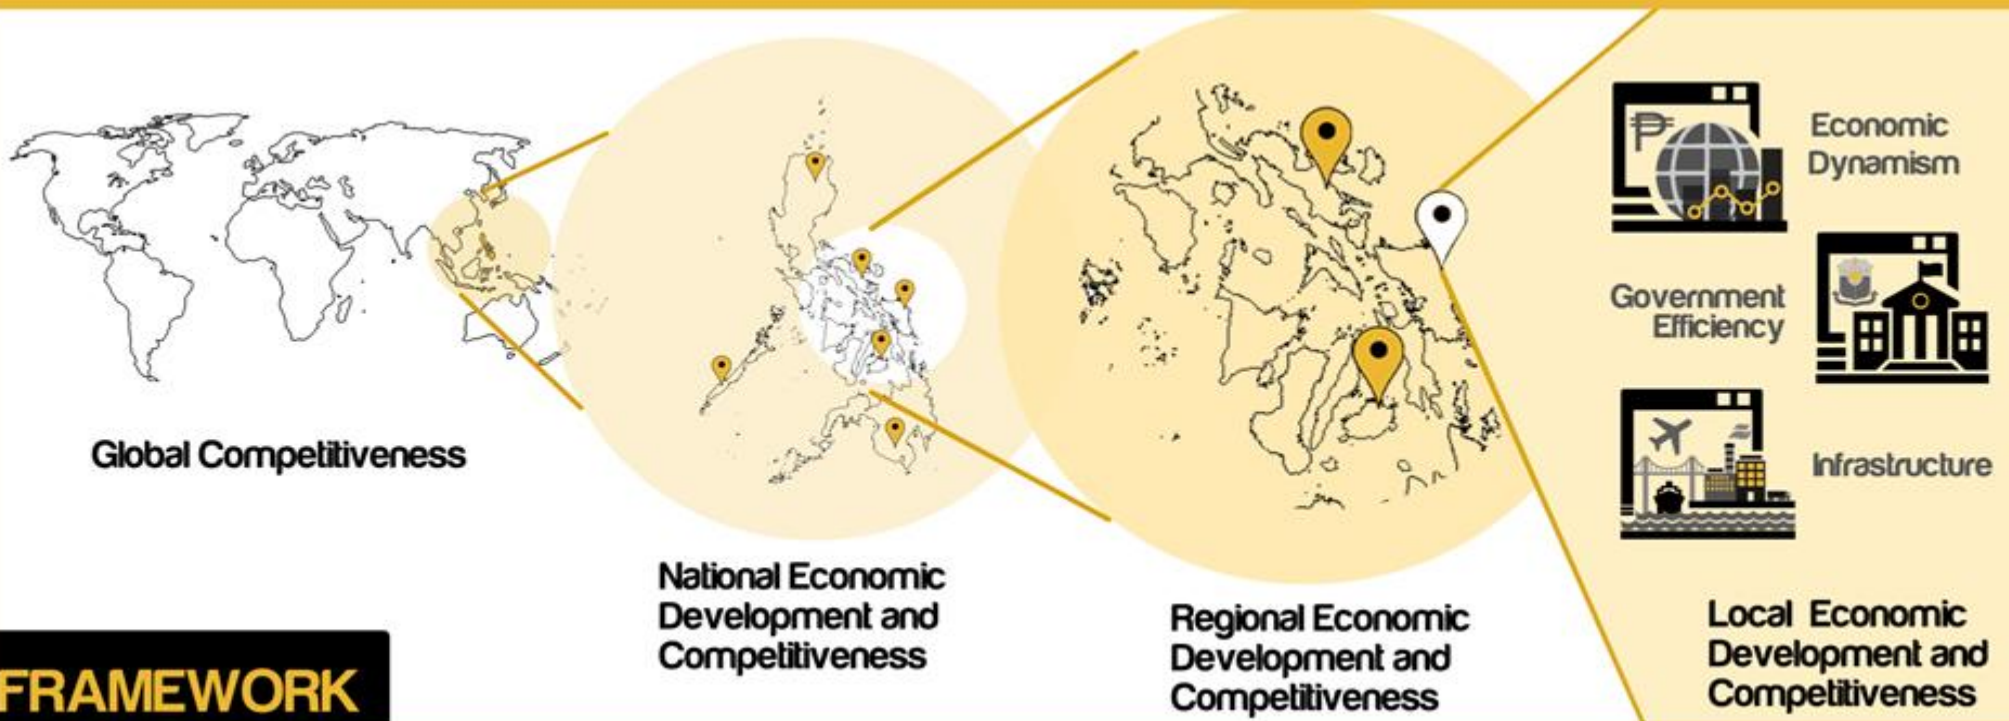 Global Competitiveness
National Economic
Development and
Competitiveness
Regional Economic
Development and
Competitiveness
₱
Economic
Dynamism
Government
Efficiency
Infrastructure
Local Economic
Development and
Competitiveness
FRAMEWORK